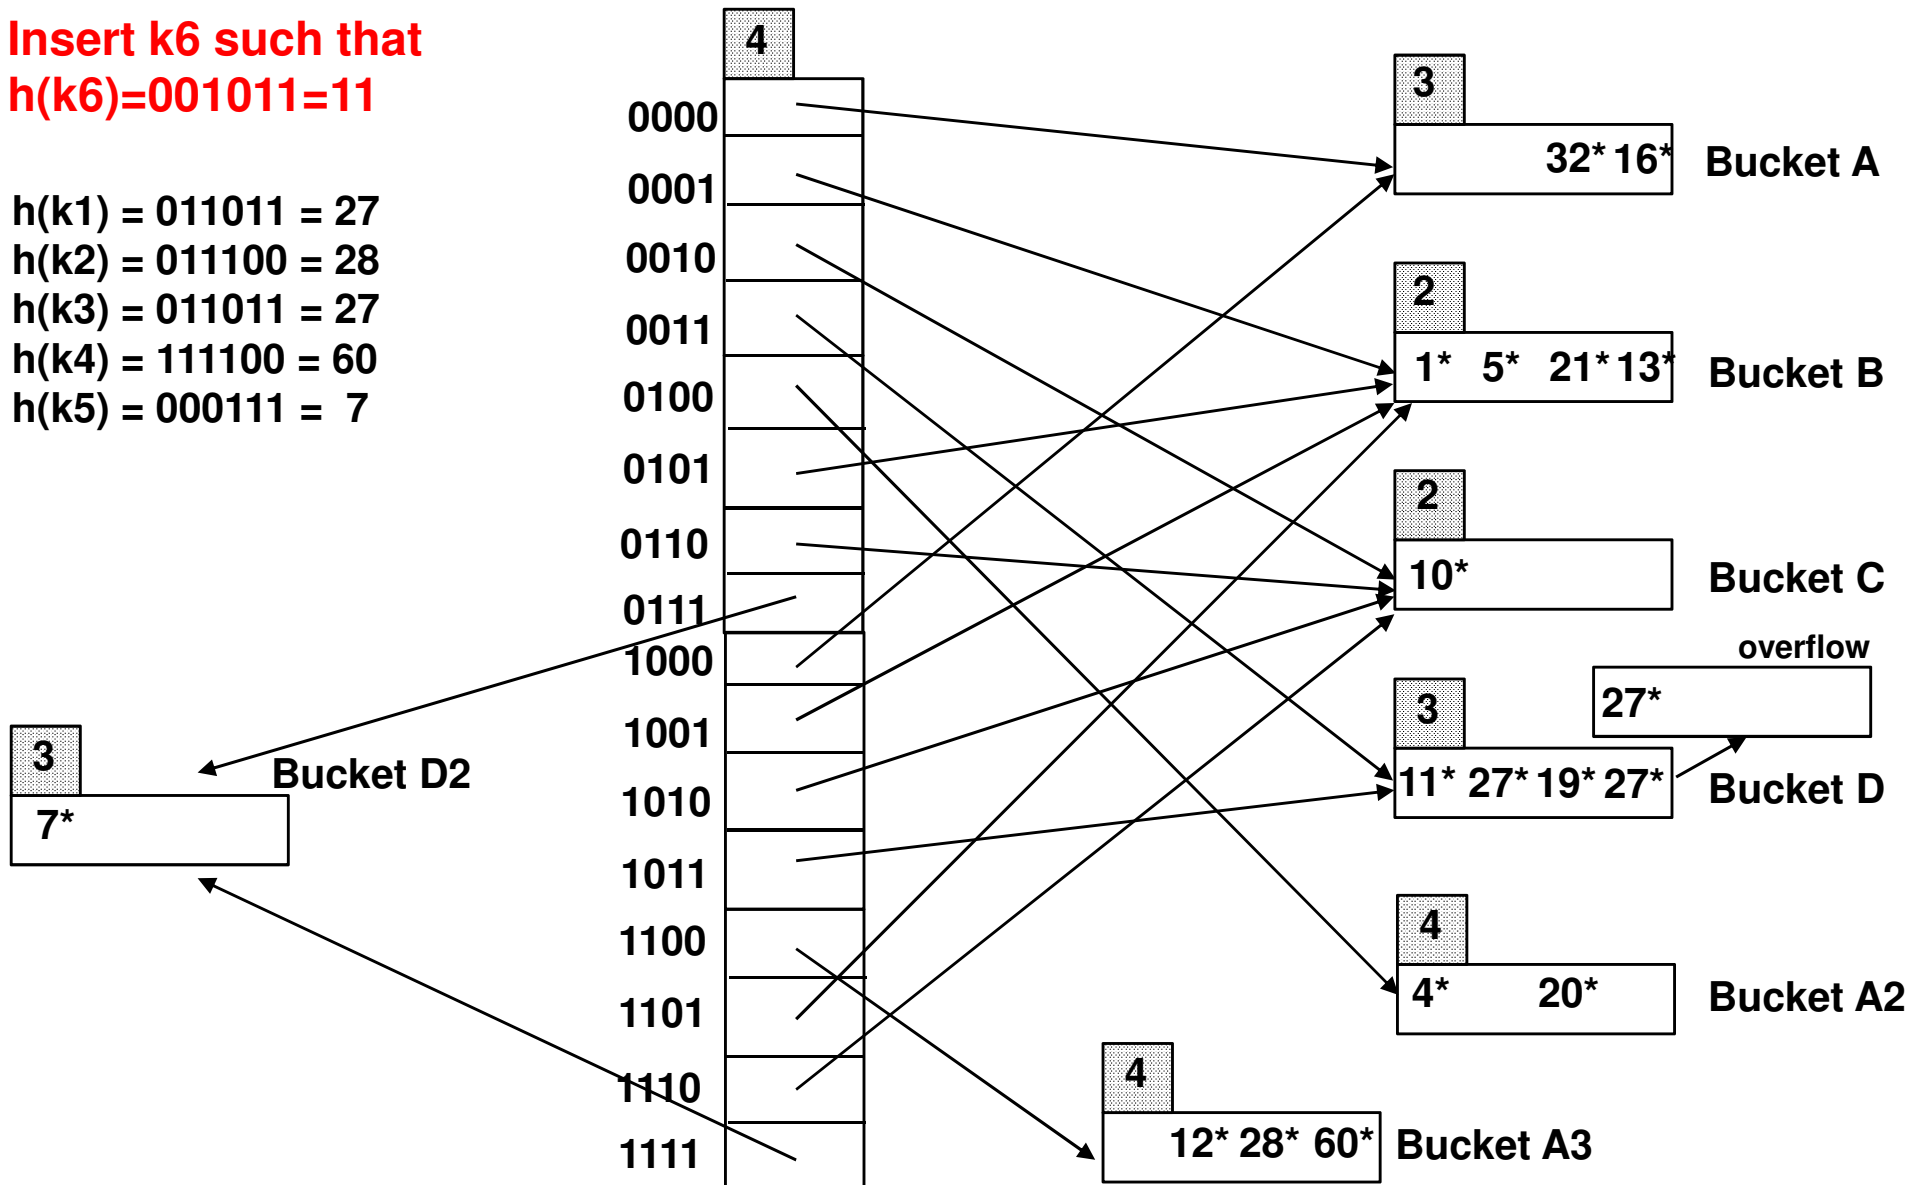 Insert k6 such that
h(k6)=001011=11
h(k1) = 011011 = 27
h(k2) = 011100 = 28
h(k3) = 011011 = 27
h(k4) = 111100 = 60
h(k5) = 000111 = 7
4
0000
0001
0010
0011
0100
0101
0110
0111
1000
1001
1010
1011
1100
1101
1110
1111
3
32* 16*
Bucket A
2
1* 5* 21* 13*
Bucket B
2
10*
Bucket C
overflow
27*
3
11* 27* 19* 27*
Bucket D
3
Bucket D2
7*
4
4* 20*
Bucket A2
4
12* 28* 60*
Bucket A3